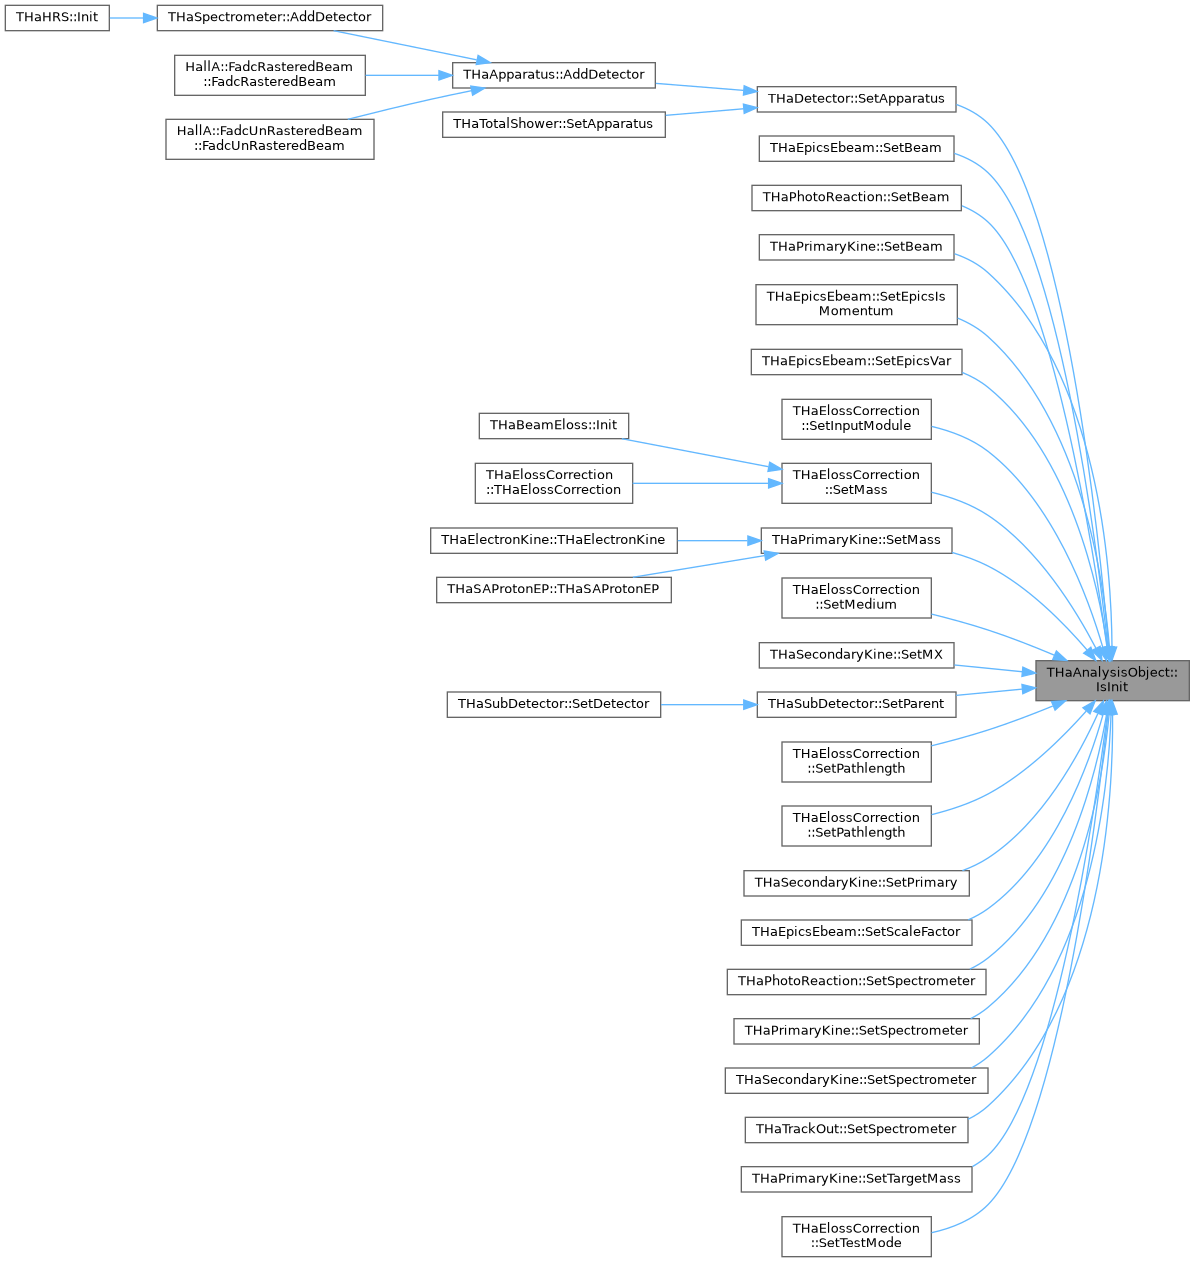 THaHRS::Init
THaSpectrometer::AddDetector
HallA::FadcRasteredBeam
::FadcRasteredBeam
HallA::FadcUnRasteredBeam
::FadcUnRasteredBeam
THaApparatus::AddDetector
THaTotalShower::SetApparatus
THaDetector::SetApparatus
THaEpicsEbeam::SetBeam
THaPhotoReaction::SetBeam
THaPrimaryKine::SetBeam
THaEpicsEbeam::SetEpicsIs
Momentum
THaEpicsEbeam::SetEpicsVar
THaElossCorrection
::SetInputModule
THaBeamEloss::Init
THaElossCorrection
::THaElossCorrection
THaElossCorrection
::SetMass
THaElectronKine::THaElectronKine
THaSAProtonEP::THaSAProtonEP
THaPrimaryKine::SetMass
THaElossCorrection
::SetMedium
THaSecondaryKine::SetMX
THaAnalysisObject::
IsInit
THaSubDetector::SetDetector
THaSubDetector::SetParent
THaElossCorrection
::SetPathlength
THaElossCorrection
::SetPathlength
THaSecondaryKine::SetPrimary
THaEpicsEbeam::SetScaleFactor
THaPhotoReaction::SetSpectrometer
THaPrimaryKine::SetSpectrometer
THaSecondaryKine::SetSpectrometer
THaTrackOut::SetSpectrometer
THaPrimaryKine::SetTargetMass
THaElossCorrection
::SetTestMode